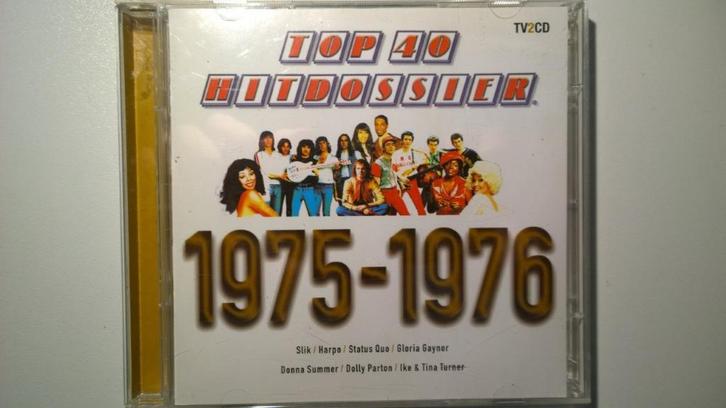 TV2CD
TOP 40
HITDOSSIER
1975-1976
Slik / Harpo / Status Quo / Gloria Gaynor
Donna Summer / Dolly Parton / Ike & Tina Turner